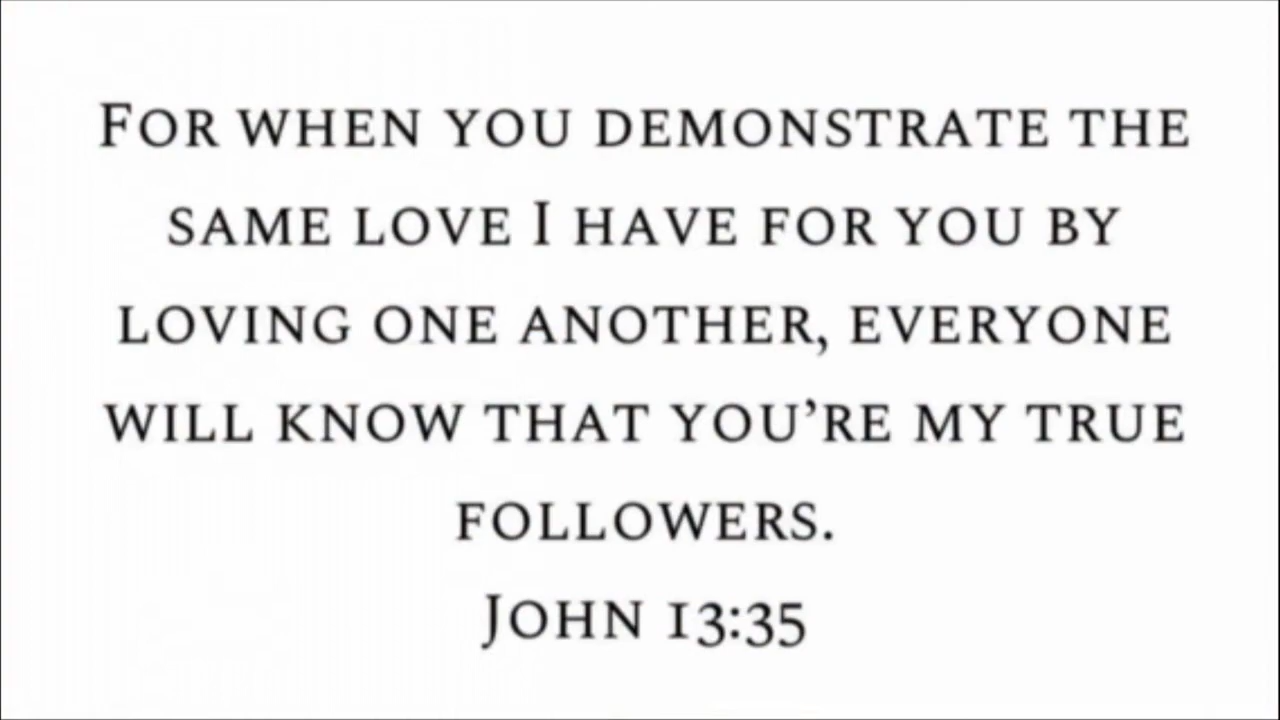 For when you demonstrate the
same love I have for you by
loving one another, everyone
will know that you’re my true
followers.
John 13:35